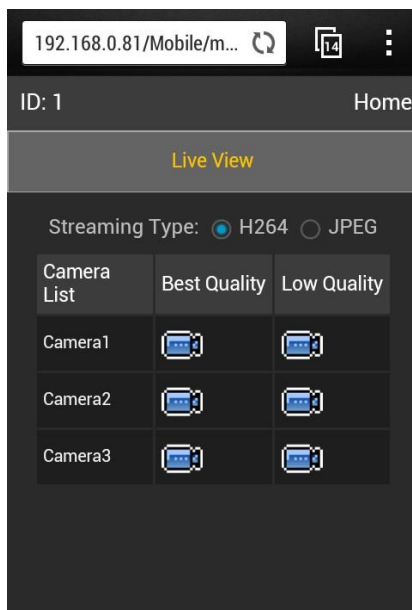 192.168.0.81/Mobile/m...
14
ID: 1 Home
Live View
Streaming Type: H264 JPEG
Camera List Best Quality Low Quality
Camera1
Camera2
Camera3